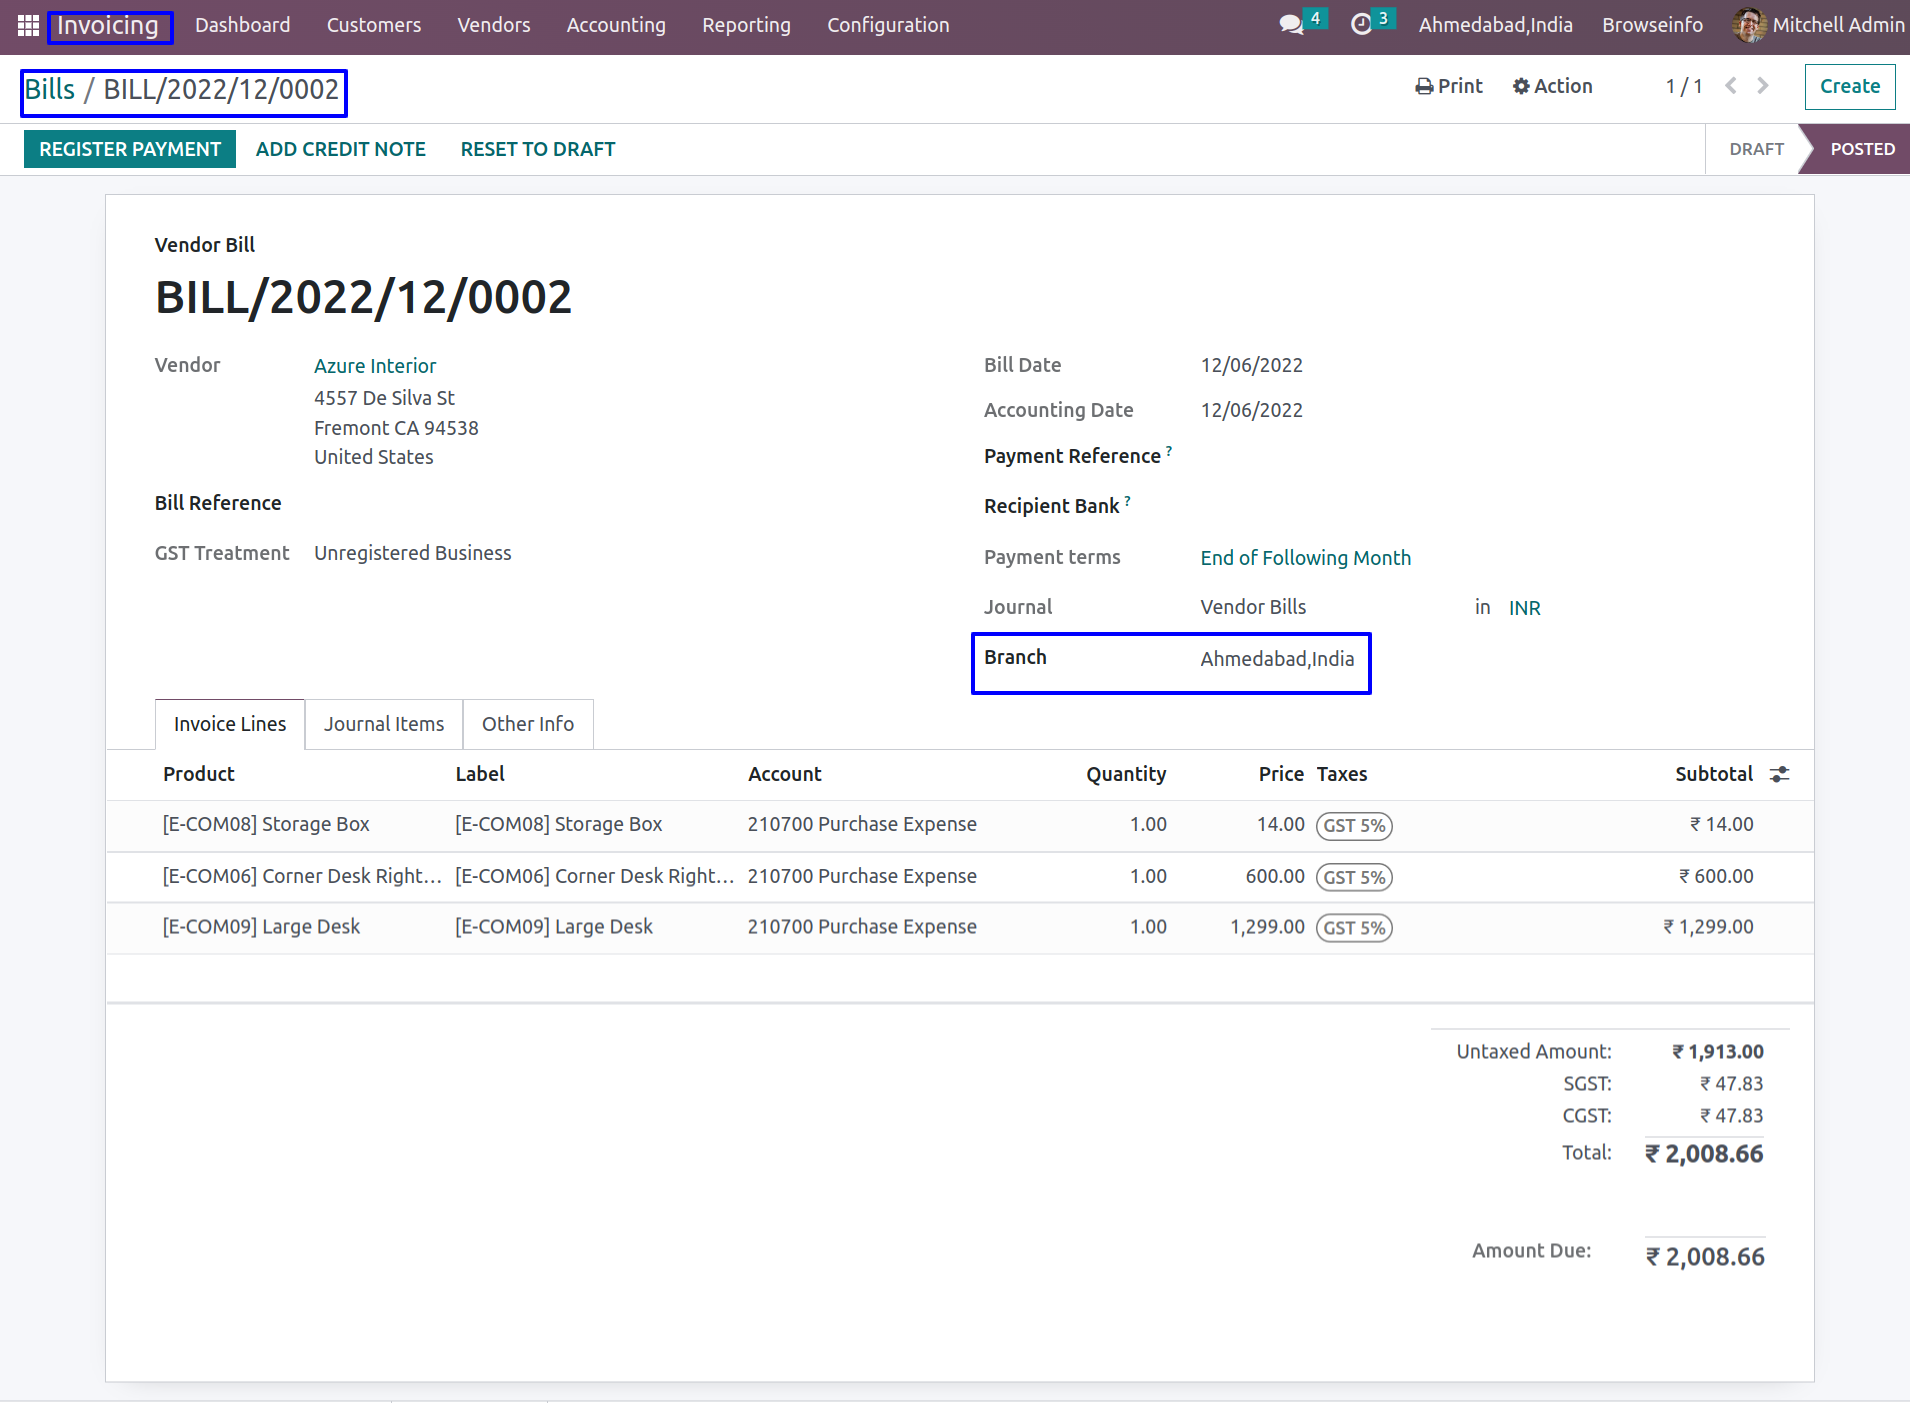 Invoicing Dashboard Customers Vendors Accounting Reporting Configuration 4 3 Ahmedabad,India Browseinfo Mitchell Admin
Bills / BILL/2022/12/0002 Print Action 1 / 1 Create
REGISTER PAYMENT ADD CREDIT NOTE RESET TO DRAFT DRAFT POSTED
Vendor Bill
BILL/2022/12/0002
Vendor Azure Interior Bill Date 12/06/2022
4557 De Silva St
Fremont CA 94538 Accounting Date 12/06/2022
United States Payment Reference ?
Bill Reference Recipient Bank ?
GST Treatment Unregistered Business Payment terms End of Following Month
Journal Vendor Bills in INR
Branch Ahmedabad,India
Invoice Lines Journal Items Other Info
Product Label Account Quantity Price Taxes Subtotal
[E-COM08] Storage Box [E-COM08] Storage Box 210700 Purchase Expense 1.00 14.00 GST 5% ₹ 14.00
[E-COM06] Corner Desk Right... [E-COM06] Corner Desk Right... 210700 Purchase Expense 1.00 600.00 GST 5% ₹ 600.00
[E-COM09] Large Desk [E-COM09] Large Desk 210700 Purchase Expense 1.00 1,299.00 GST 5% ₹ 1,299.00
Untaxed Amount: ₹ 1,913.00
SGST: ₹ 47.83
CGST: ₹ 47.83
Total: ₹ 2,008.66
Amount Due: ₹ 2,008.66